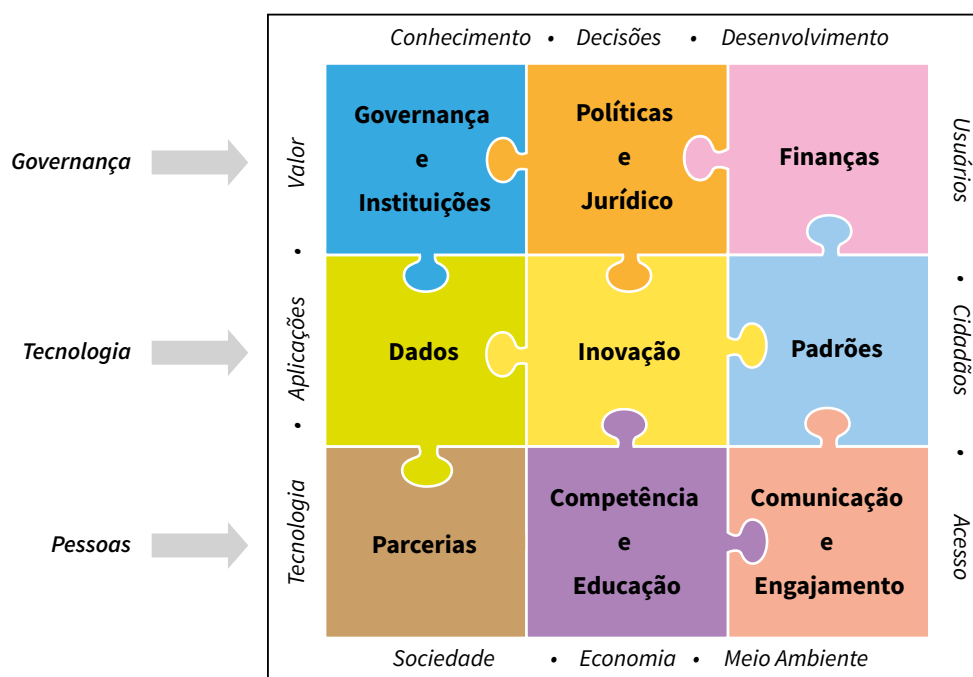 Conhecimento • Decisões • Desenvolvimento
Governança
Tecnologia
Pessoas
Valor • Aplicações • Tecnologia
Governança
e
Instituições
Políticas
e
Jurídico
Finanças
Dados
Inovação
Padrões
Parcerias
Competência
e
Educação
Comunicação
e
Engajamento
Usuários • Cidadãos • Acesso
Sociedade • Economia • Meio Ambiente